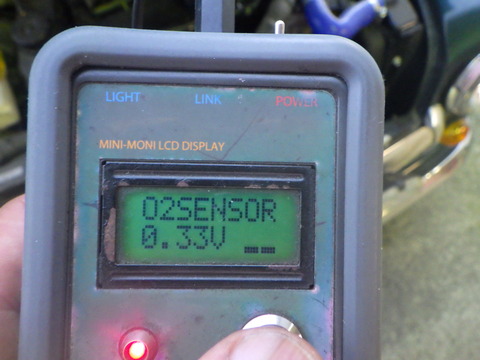 LIGHT LINK POWER
MINI-MONI LCD DISPLAY
O2SENSOR
0.33V